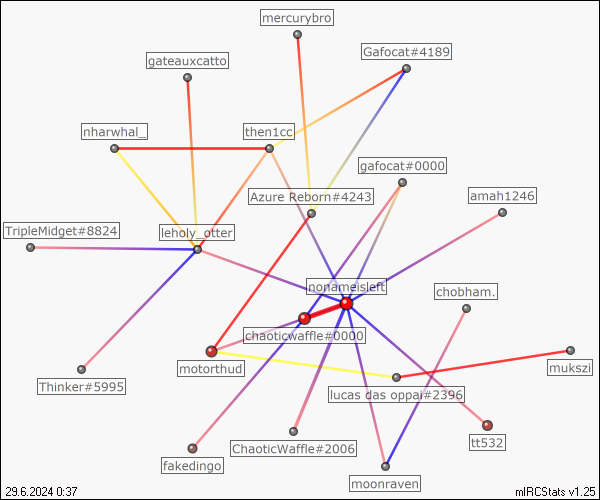 mercurybro
Gafocat#4189
gateauxcatto
nharwhal_
then1cc
gafocat#0000
Azure Reborn#4243
amah1246
TripleMidget#8824
leholy_otter
nonameisleft
chobham.
chaoticwaffle#0000
motorthud
mukszi
Thinker#5995
lucas das oppai#2396
tt532
ChaoticWaffle#2006
fakedingo
moonraven
29.6.2024 0:37
mIRCStats v1.25